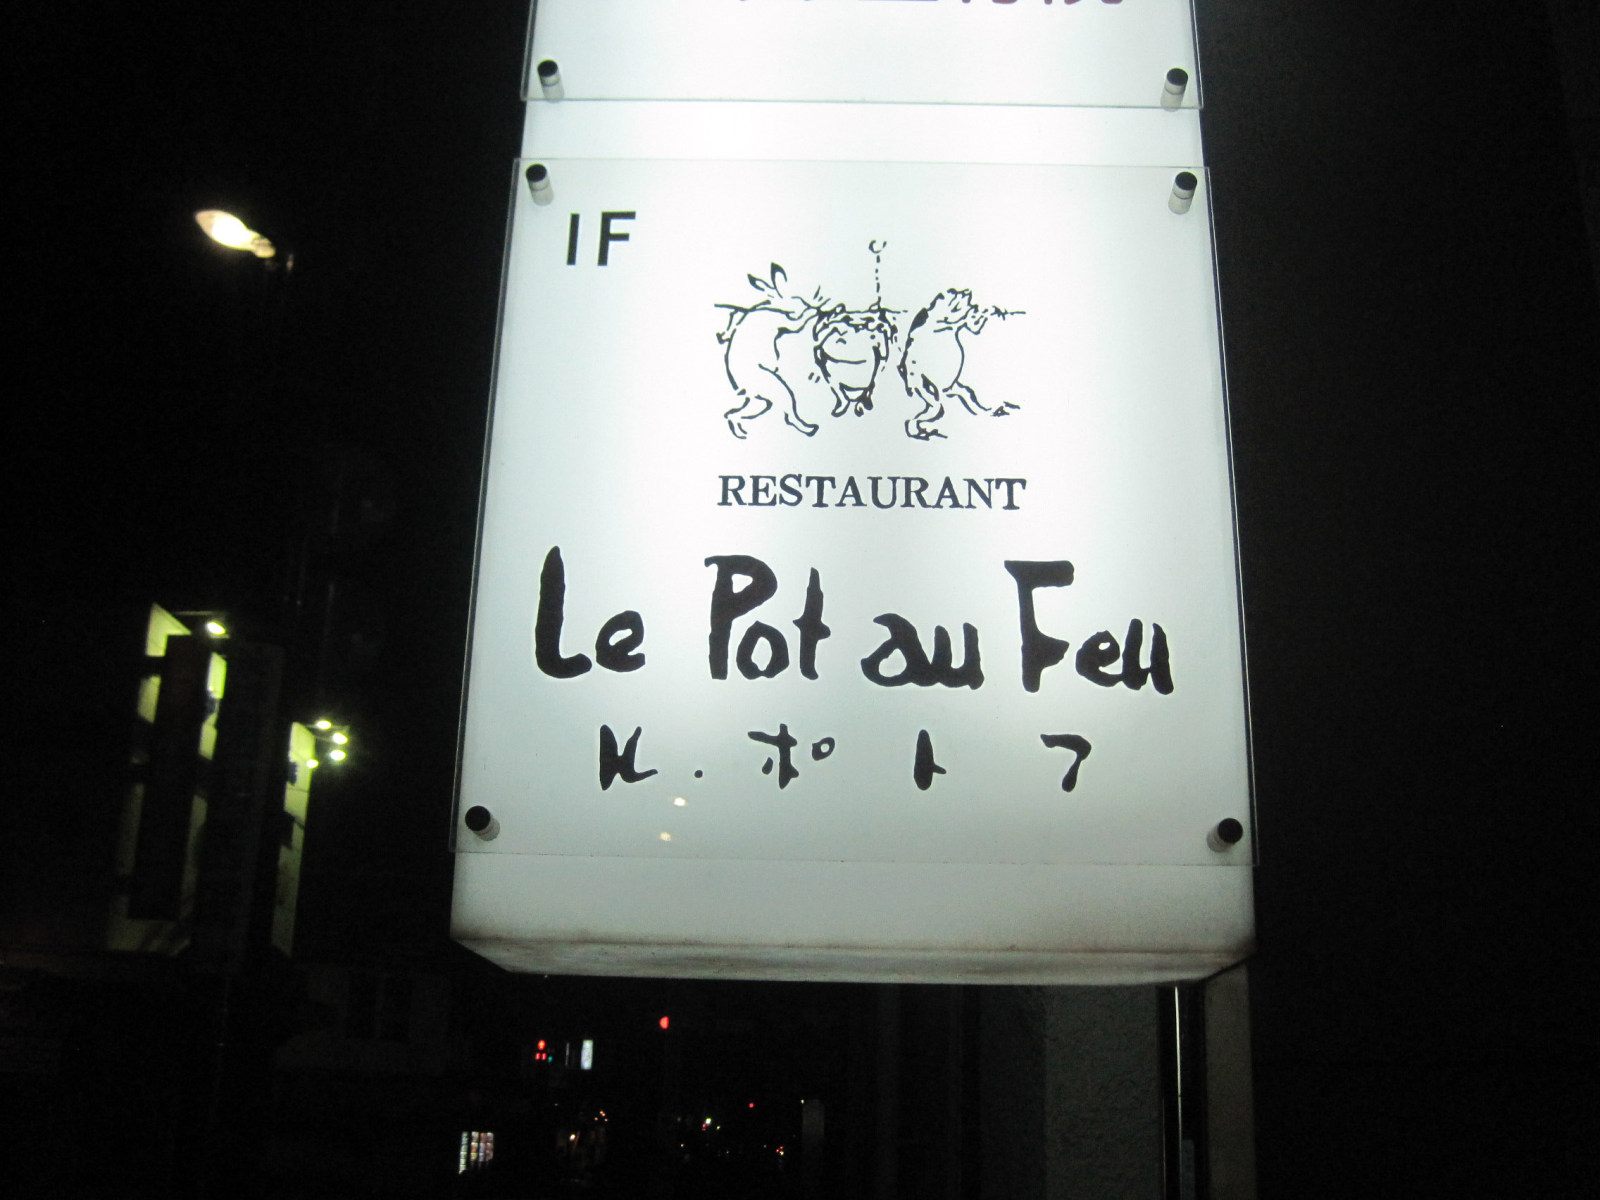 1F
RESTAURANT
Le Pot au Feu
ル・ポトフ